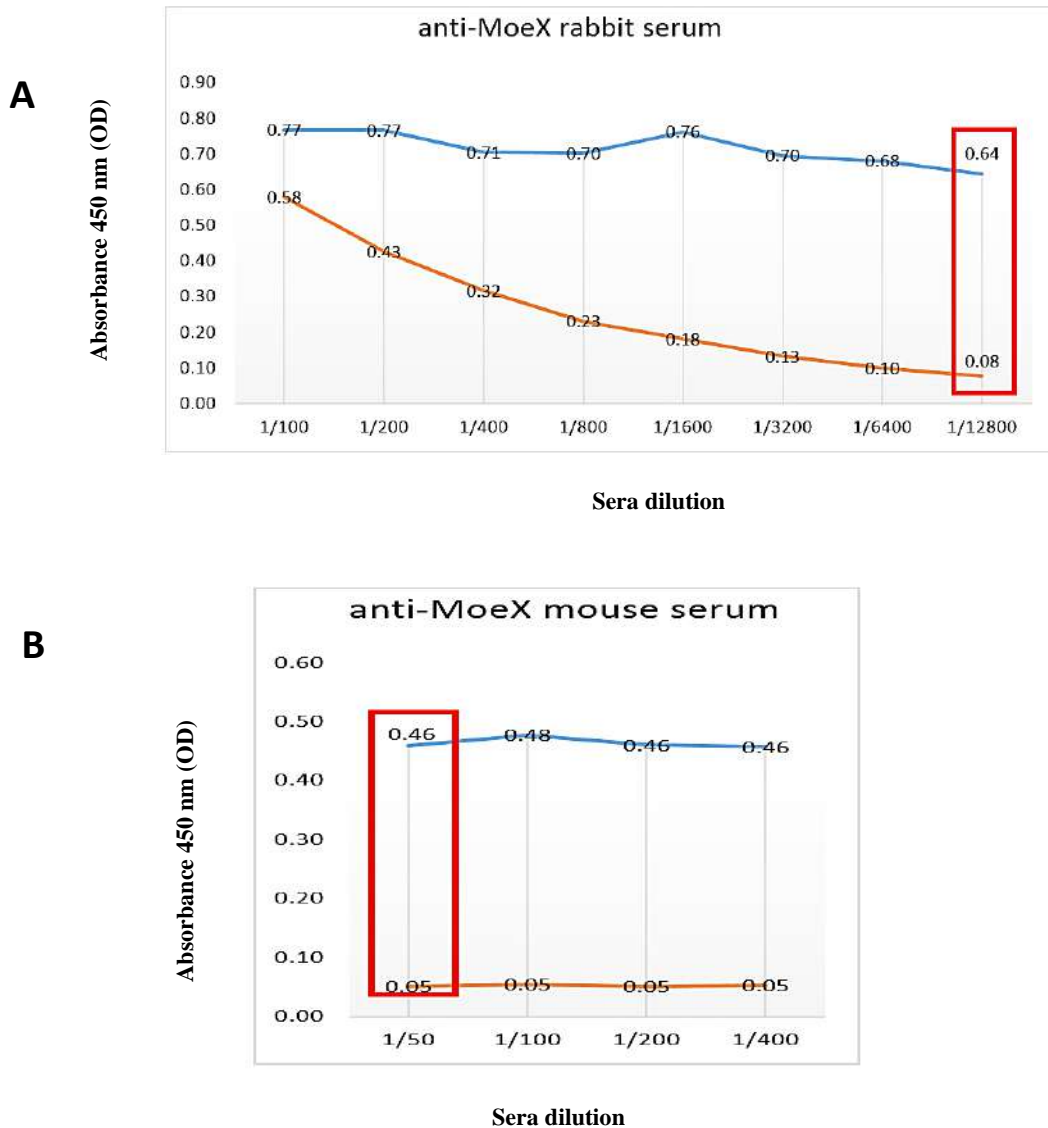 A
anti-MoeX rabbit serum
Absorbance 450 nm (OD)
0.90
0.80
0.70
0.60
0.50
0.40
0.30
0.20
0.10
0.00
0.77 0.77 0.71 0.70 0.76 0.70 0.68 0.64
0.58 0.43 0.32 0.23 0.18 0.13 0.10 0.08
1/100 1/200 1/400 1/800 1/1600 1/3200 1/6400 1/12800
Sera dilution
B
anti-MoeX mouse serum
Absorbance 450 nm (OD)
0.60
0.50
0.40
0.30
0.20
0.10
0.00
0.46 0.48 0.46 0.46
0.05 0.05 0.05 0.05
1/50 1/100 1/200 1/400
Sera dilution